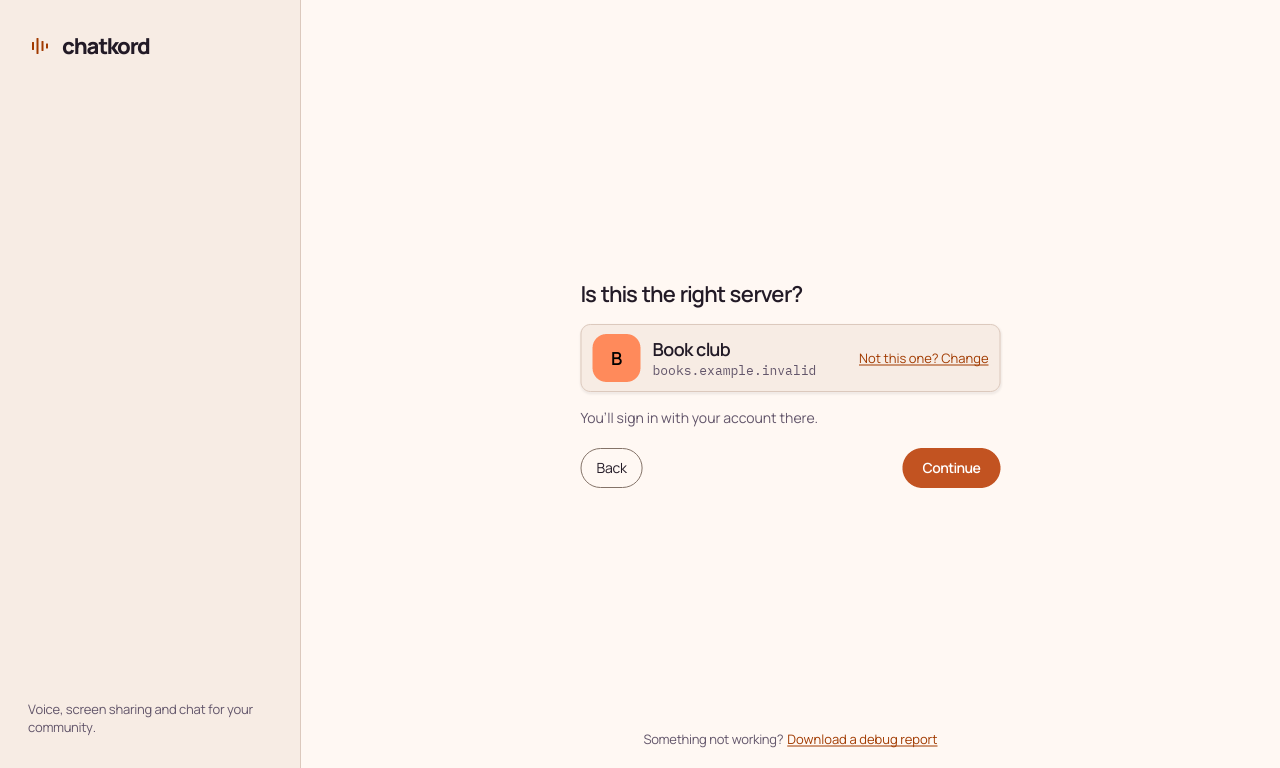 chatkord
Is this the right server?
B
Book club
books.example.invalid
Not this one? Change
You'll sign in with your account there.
Back
Continue
Voice, screen sharing and chat for your
community.
Something not working? Download a debug report